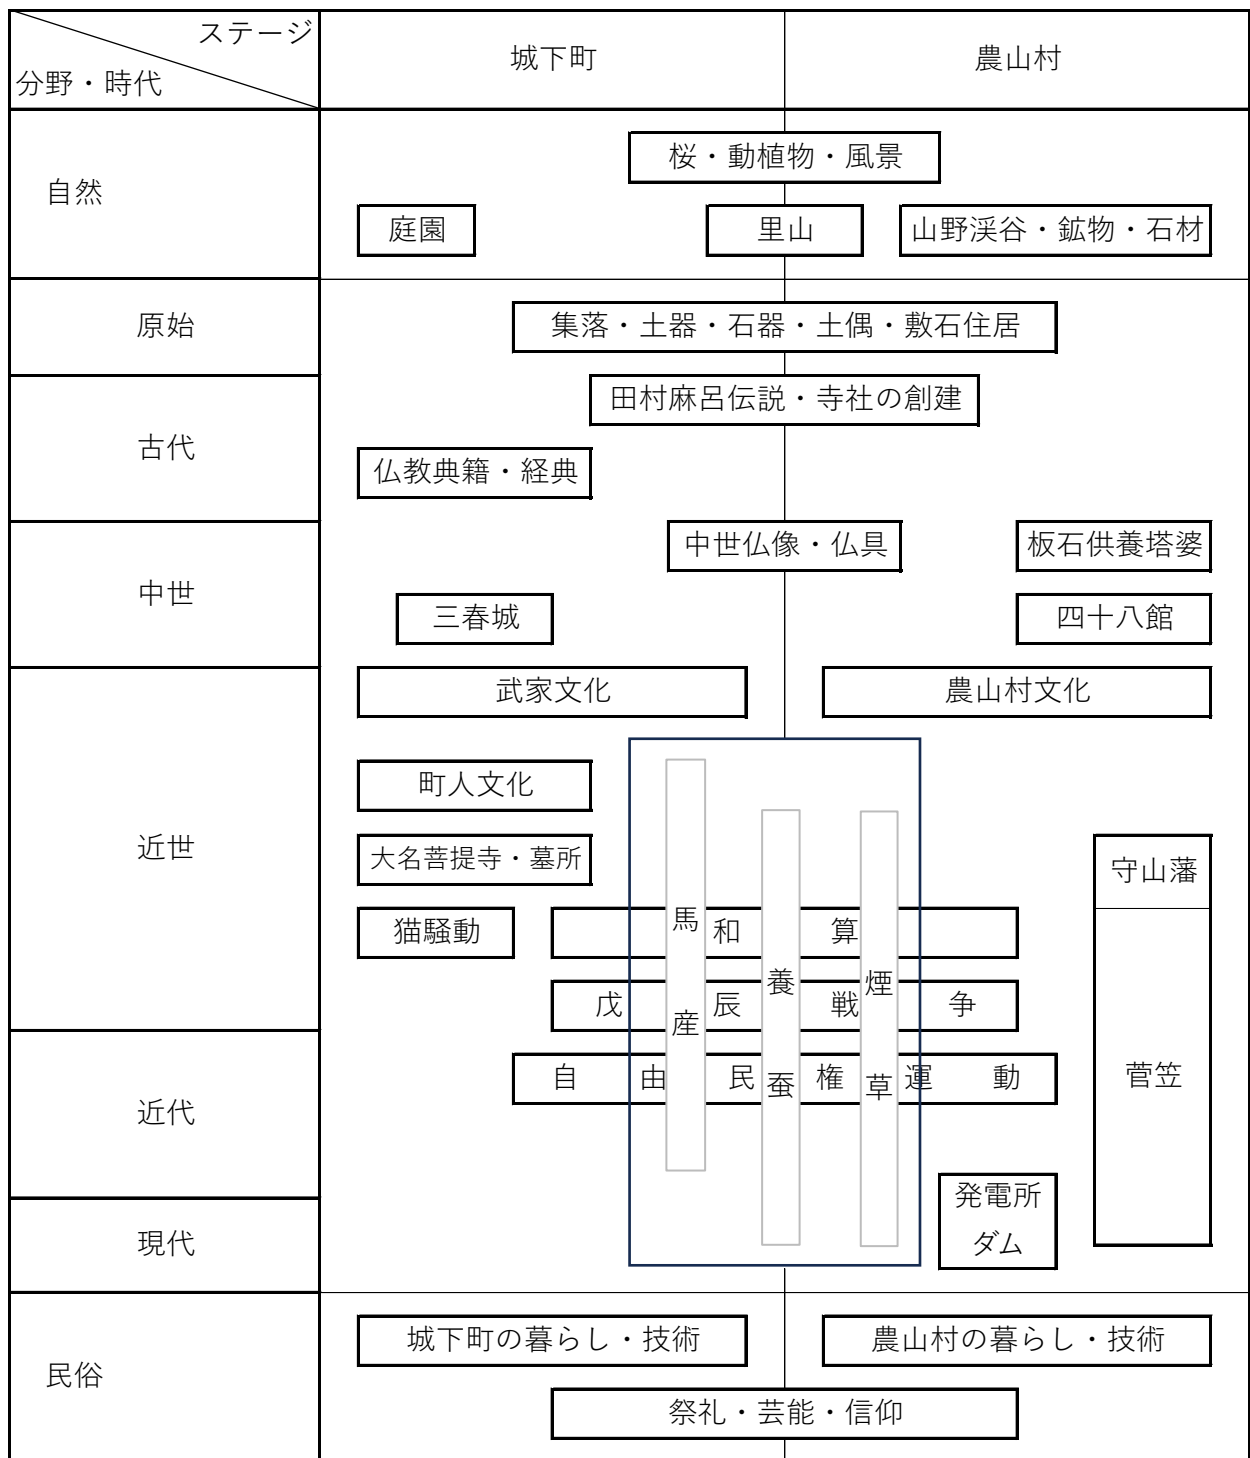 ステージ
分野・時代
城下町
農山村
自然
桜・動植物・風景
庭園
里山
山野渓谷・鉱物・石材
原始
集落・土器・石器・土偶・敷石住居
古代
田村麻呂伝説・寺社の創建
仏教典籍・経典
中世
中世仏像・仏具
板石供養塔婆
三春城
四十八館
近世
武家文化
農山村文化
町人文化
大名菩提寺・墓所
猫騒動
馬産
養蚕
煙草
和算
戊辰戦争
自由民権運動
守山藩
菅笠
近代
現代
発電所
ダム
民俗
城下町の暮らし・技術
農山村の暮らし・技術
祭礼・芸能・信仰